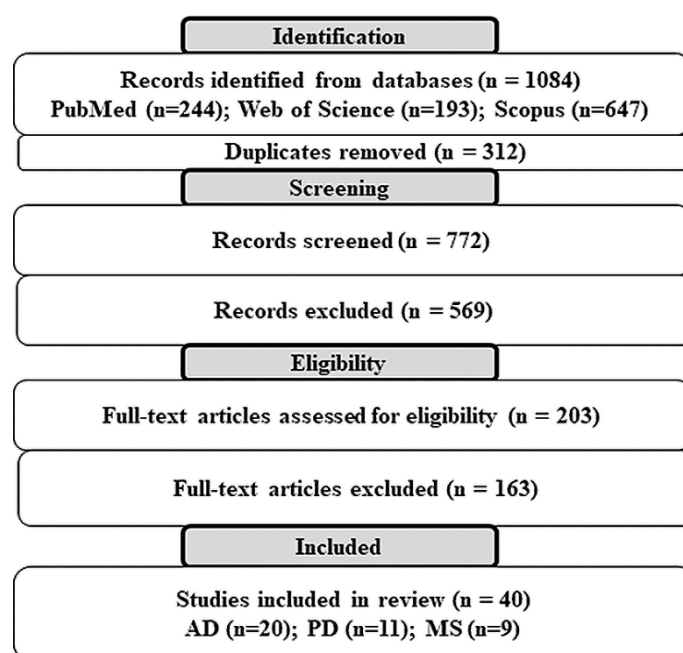 Identification
Records identified from databases (n = 1084)
PubMed (n=244); Web of Science (n=193); Scopus (n=647)
Duplicates removed (n = 312)
Screening
Records screened (n = 772)
Records excluded (n = 569)
Eligibility
Full-text articles assessed for eligibility (n = 203)
Full-text articles excluded (n = 163)
Included
Studies included in review (n = 40)
AD (n=20); PD (n=11); MS (n=9)